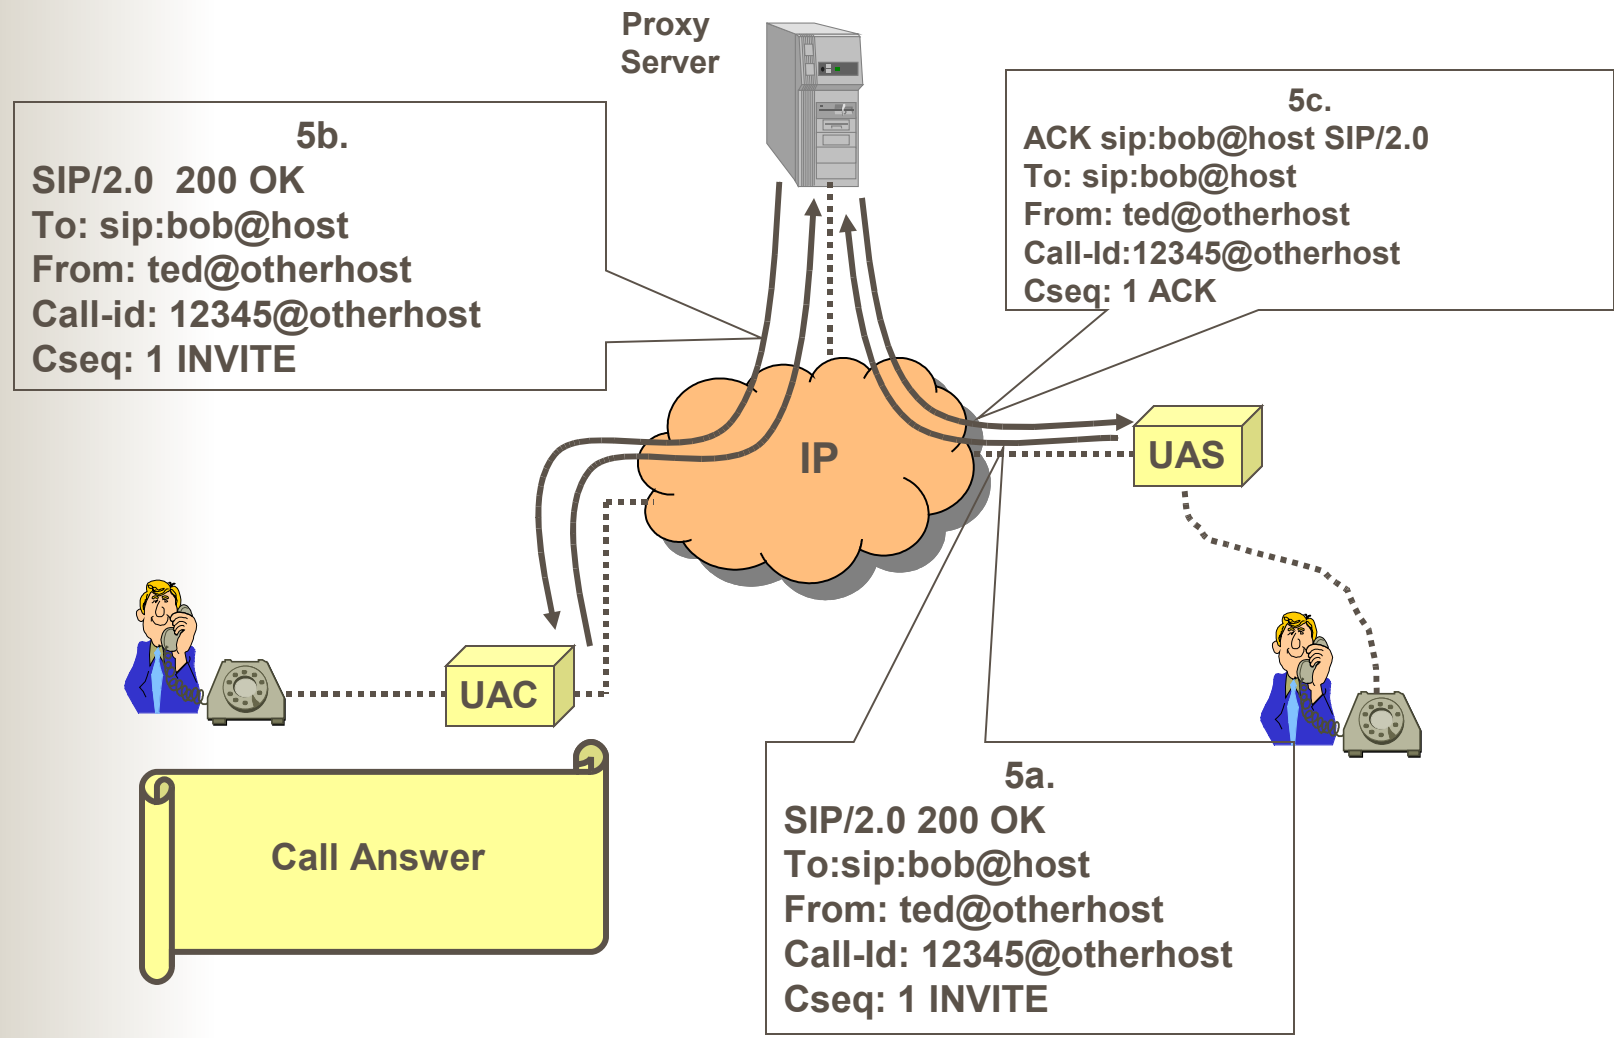 Proxy
Server
5b.
SIP/2.0  200 OK
To: sip:bob@host
From: ted@otherhost
Call-id: 12345@otherhost
Cseq: 1 INVITE
5c.
ACK sip:bob@host SIP/2.0
To: sip:bob@host
From: ted@otherhost
Call-Id:12345@otherhost
Cseq: 1 ACK
IP
UAS
UAC
Call Answer
5a.
SIP/2.0 200 OK
To:sip:bob@host
From: ted@otherhost
Call-Id: 12345@otherhost
Cseq: 1 INVITE